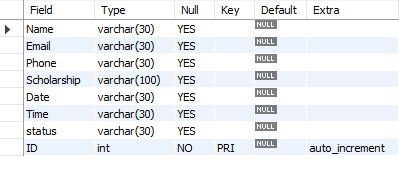 Field Type Null Key Default Extra
Name varchar(30) YES NULL
Email varchar(30) YES NULL
Phone varchar(30) YES NULL
Scholarship varchar(100) YES NULL
Date varchar(30) YES NULL
Time varchar(30) YES NULL
status varchar(30) YES NULL
ID int NO PRI NULL auto_increment